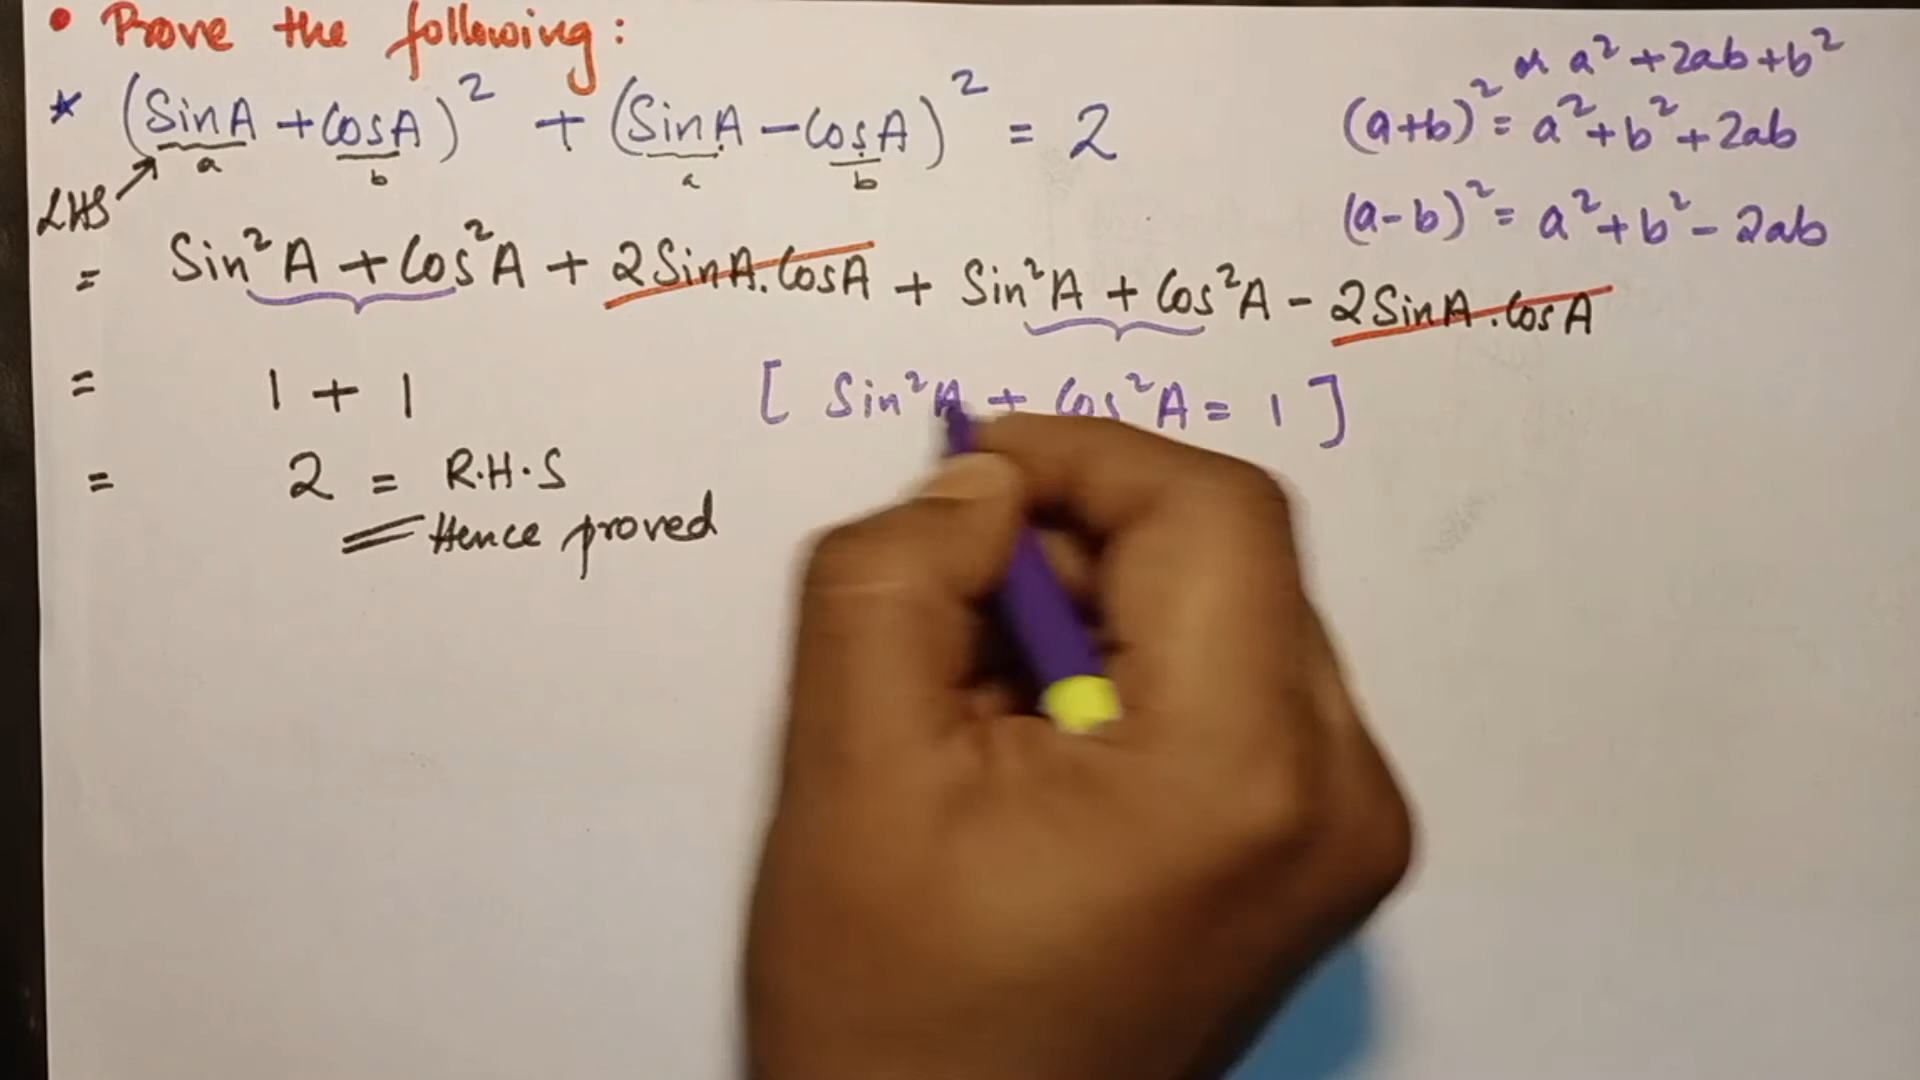 • Prove the following:
* (SinA + CosA)² + (SinA - CosA)² = 2
a b a b
LHS
or a² + 2ab + b²
(a+b)² = a² + b² + 2ab
(a-b)² = a² + b² - 2ab
= Sin²A + Cos²A + 2SinA.CosA + Sin²A + Cos²A - 2SinA.CosA
= 1 + 1 [ Sin²A + Cos²A = 1 ]
= 2 = R.H.S
Hence proved